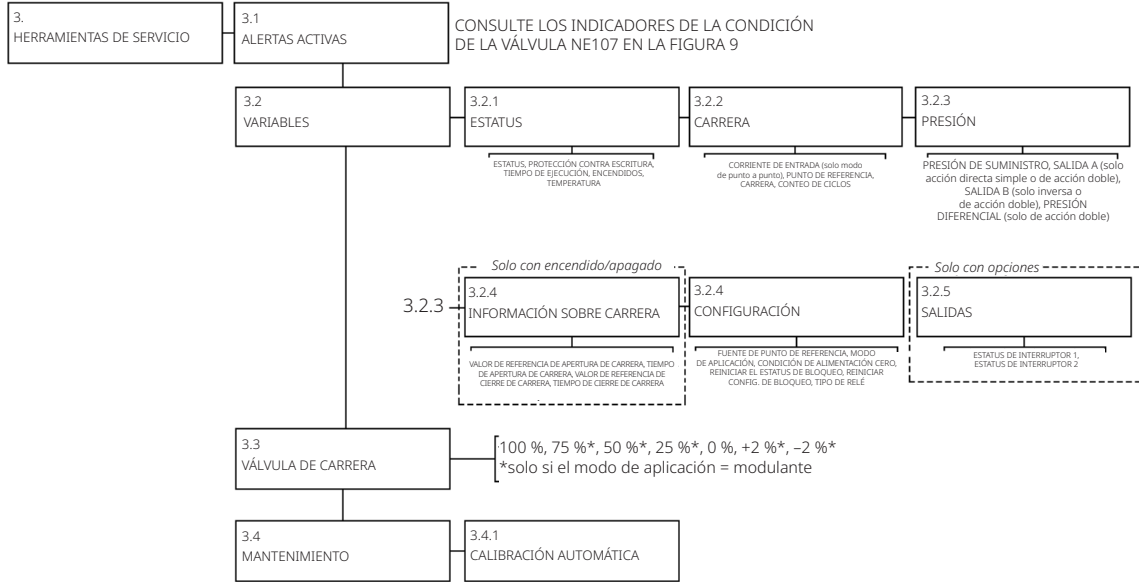 3.
HERRAMIENTAS DE SERVICIO
3.1
ALERTAS ACTIVAS
CONSULTE LOS INDICADORES DE LA CONDICIÓN
DE LA VÁLVULA NE107 EN LA FIGURA 9
3.2
VARIABLES
3.2.1
ESTATUS
ESTATUS, PROTECCIÓN CONTRA ESCRITURA,
TIEMPO DE EJECUCIÓN, ENCENDIDOS,
TEMPERATURA
3.2.2
CARRERA
CORRIENTE DE ENTRADA (solo modo
de punto a punto), PUNTO DE REFERENCIA,
CARRERA, CONTEO DE CICLOS
3.2.3
PRESIÓN
PRESIÓN DE SUMINISTRO, SALIDA A (solo
acción directa simple o de acción doble),
SALIDA B (solo inversa o
de acción doble), PRESIÓN
DIFERENCIAL (solo de acción doble)
3.2.3
Solo con encendido/apagado
3.2.4
INFORMACIÓN SOBRE CARRERA
VALOR DE REFERENCIA DE APERTURA DE CARRERA, TIEMPO
DE APERTURA DE CARRERA, VALOR DE REFERENCIA DE
CIERRE DE CARRERA, TIEMPO DE CIERRE DE CARRERA
3.2.4
CONFIGURACIÓN
FUENTE DE PUNTO DE REFERENCIA, MODO
DE APLICACIÓN, CONDICIÓN DE ALIMENTACIÓN CERO,
REINICIAR EL ESTATUS DE BLOQUEO, REINICIAR
CONFIG. DE BLOQUEO, TIPO DE RELÉ
Solo con opciones
3.2.5
SALIDAS
ESTATUS DE INTERRUPTOR 1,
ESTATUS DE INTERRUPTOR 2
3.3
VÁLVULA DE CARRERA
100 %, 75 %*, 50 %*, 25 %*, 0 %, +2 %*, –2 %*
*solo si el modo de aplicación = modulante
3.4
MANTENIMIENTO
3.4.1
CALIBRACIÓN AUTOMÁTICA